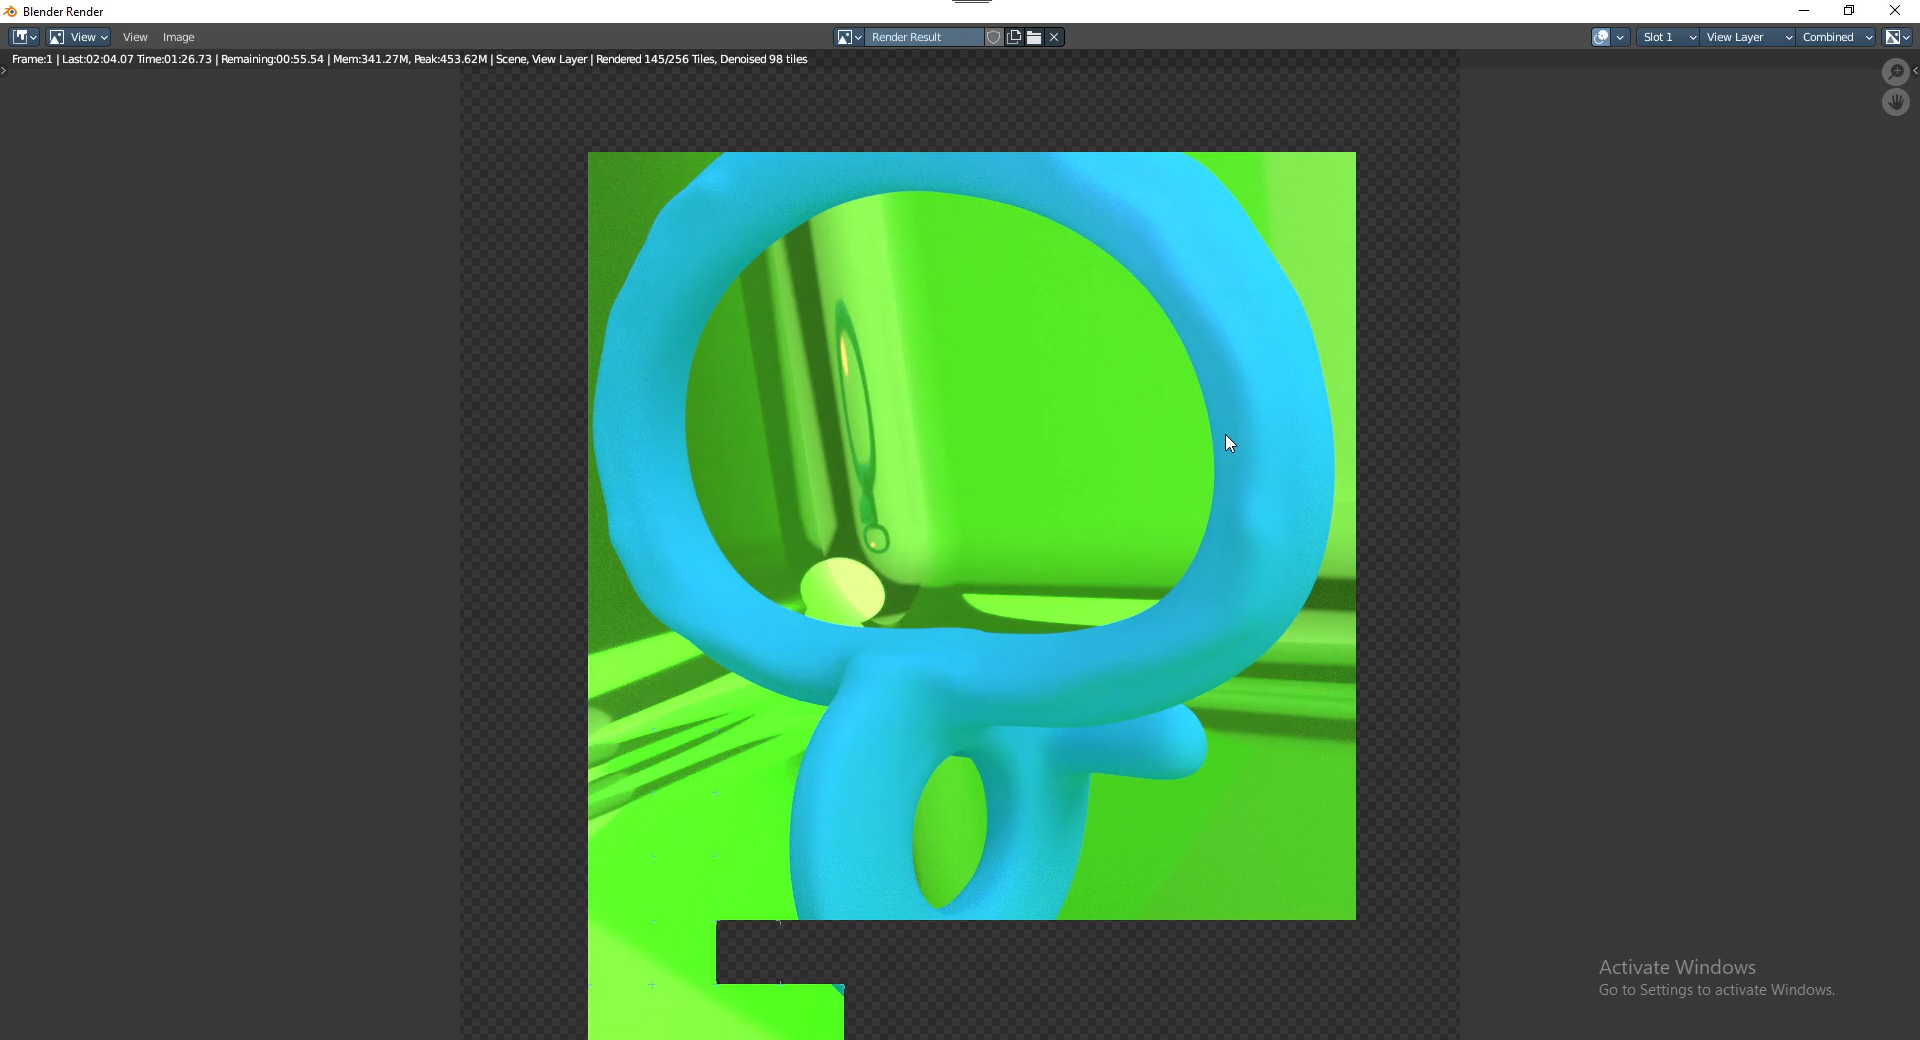 Blender Render
View View Image Render Result Slot 1 View Layer Combined
Frame:1 | Last:02:04.07 Time:01:26.73 | Remaining:00:55.54 | Mem:341.27M, Peak:453.62M | Scene, View Layer | Rendered 145/256 Tiles, Denoised 98 tiles
Activate Windows
Go to Settings to activate Windows.